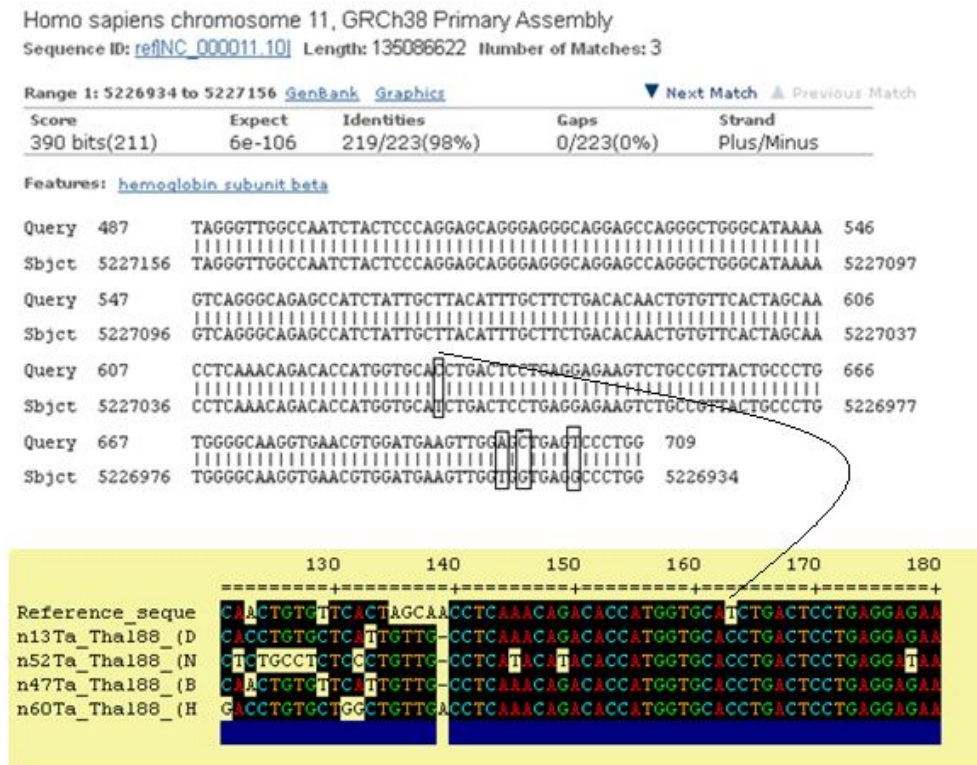 Homo sapiens chromosome 11, GRCh38 Primary Assembly
Sequence ID: ref|NC_000011.10| Length: 135086622 Number of Matches: 3
Range 1: 5226934 to 5227156 GenBank Graphics Next Match Previous Match
Score Expect Identities Gaps Strand
390 bits(211) 6e-106 219/223(98%) 0/223(0%) Plus/Minus
Features: hemoglobin subunit beta
Query 487 TAGGGTTGGCCAATCTACTCCCAGGAGCAGGGAGGGCAGGAGCCAGGGCTGGGCATAAAA 546
Sbjct 5227156 TAGGGTTGGCCAATCTACTCCCAGGAGCAGGGAGGGCAGGAGCCAGGGCTGGGCATAAAA 5227097
Query 547 GTCAGGGCAGAGCCATCTATTGCTTACATTTGCTTCTGACACAACTGTGTTCACTAGCAA 606
Sbjct 5227096 GTCAGGGCAGAGCCATCTATTGCTTACATTTGCTTCTGACACAACTGTGTTCACTAGCAA 5227037
Query 607 CCTCAAACAGACACCATGGTGCACCTGACTCCTGAGGAGAAGTCTGCCGTTACTGCCCTG 666
Sbjct 5227036 CCTCAAACAGACACCATGGTGCATCTGACTCCTGAGGAGAAGTCTGCCGTTACTGCCCTG 5226977
Query 667 TGGGGCAAGGTGAACGTGGATGAAGTTGGAGCTGAGTCCCTGG 709
Sbjct 5226976 TGGGGCAAGGTGAACGTGGATGAAGTTGGTGGTGAGGCCCTGG 5226934
130 140 150 160 170 180
=========+=========+=========+=========+=========+=========+
Reference_seque CAACTGTGTTCACTAGCAACCTCAAACAGACACCATGGTGCATCTGACTCCTGAGGAGAA
n13Ta_Thal88_(D CACCTGTGCTCATTGTTG-CCTCAAACAGACACCATGGTGCACCTGACTCCTGAGGAGAA
n52Ta_Thal88_(N CTCTGCCTCTCCCTGTTG-CCTCATACATACACCATGGTGCACCTGACTCCTGAGGATAA
n47Ta_Thal88_(B CAACTGTGTTCATTGTTG-CCTCAAACAGACACCATGGTGCACCTGACTCCTGAGGAGAA
n60Ta_Thal88_(H GACCTGTGCTGGCTGTTGACCTCAAACAGACACCATGGTGCACCTGACTCCTGAGGAGAA